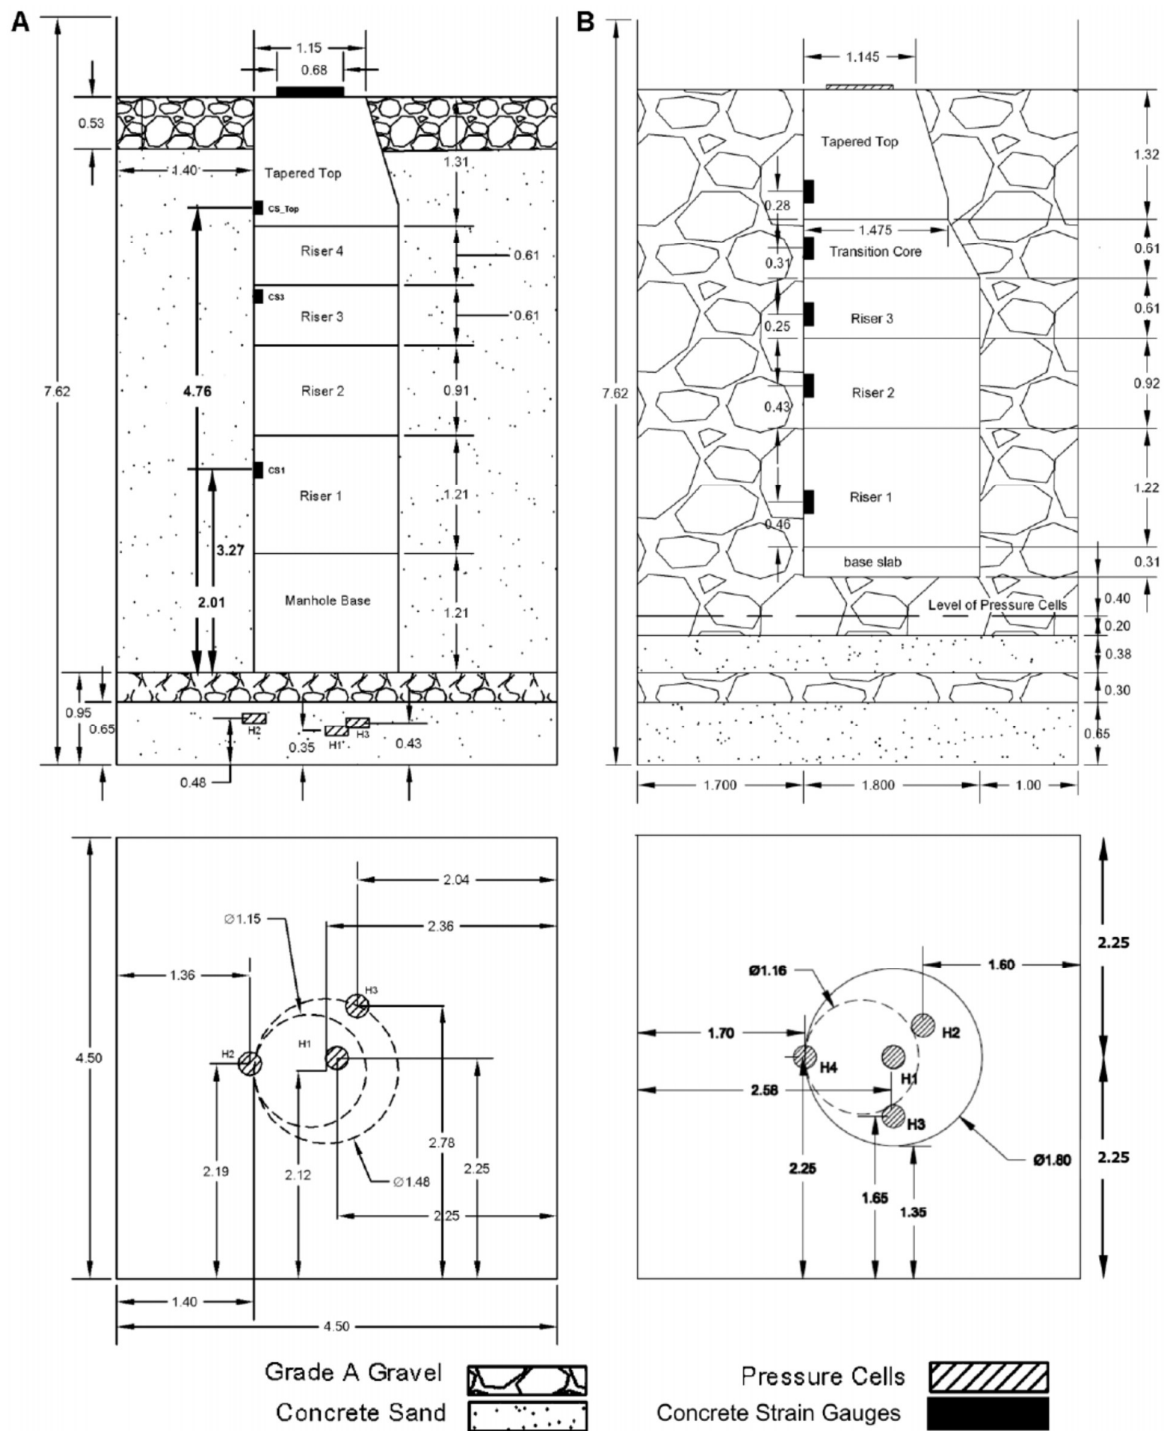 A
1.15
0.68
0.53
1.40
Tapered Top
1.31
CS_Top
Riser 4
0.61
CS3
Riser 3
0.61
7.62
4.76
Riser 2
0.91
CS1
Riser 1
1.21
3.27
2.01
Manhole Base
1.21
0.95
0.65
H2
H1
H3
0.35
0.43
0.48
B
1.145
Tapered Top
1.32
0.28
1.475
Transition Core
0.61
0.31
Riser 3
0.61
0.25
7.62
Riser 2
0.92
0.43
Riser 1
1.22
0.46
base slab
0.31
Level of Pressure Cells
0.40
0.20
0.38
0.30
0.65
1.700
1.800
1.00
2.04
Ø1.15
2.36
1.36
H3
H1
H2
4.50
2.78
2.19
2.12
2.25
Ø1.48
2.25
1.40
4.50
2.25
1.60
Ø1.16
1.70
H2
H4
H1
2.58
H3
2.25
Ø1.80
2.25
1.65
1.35
Grade A Gravel
Concrete Sand
Pressure Cells
Concrete Strain Gauges